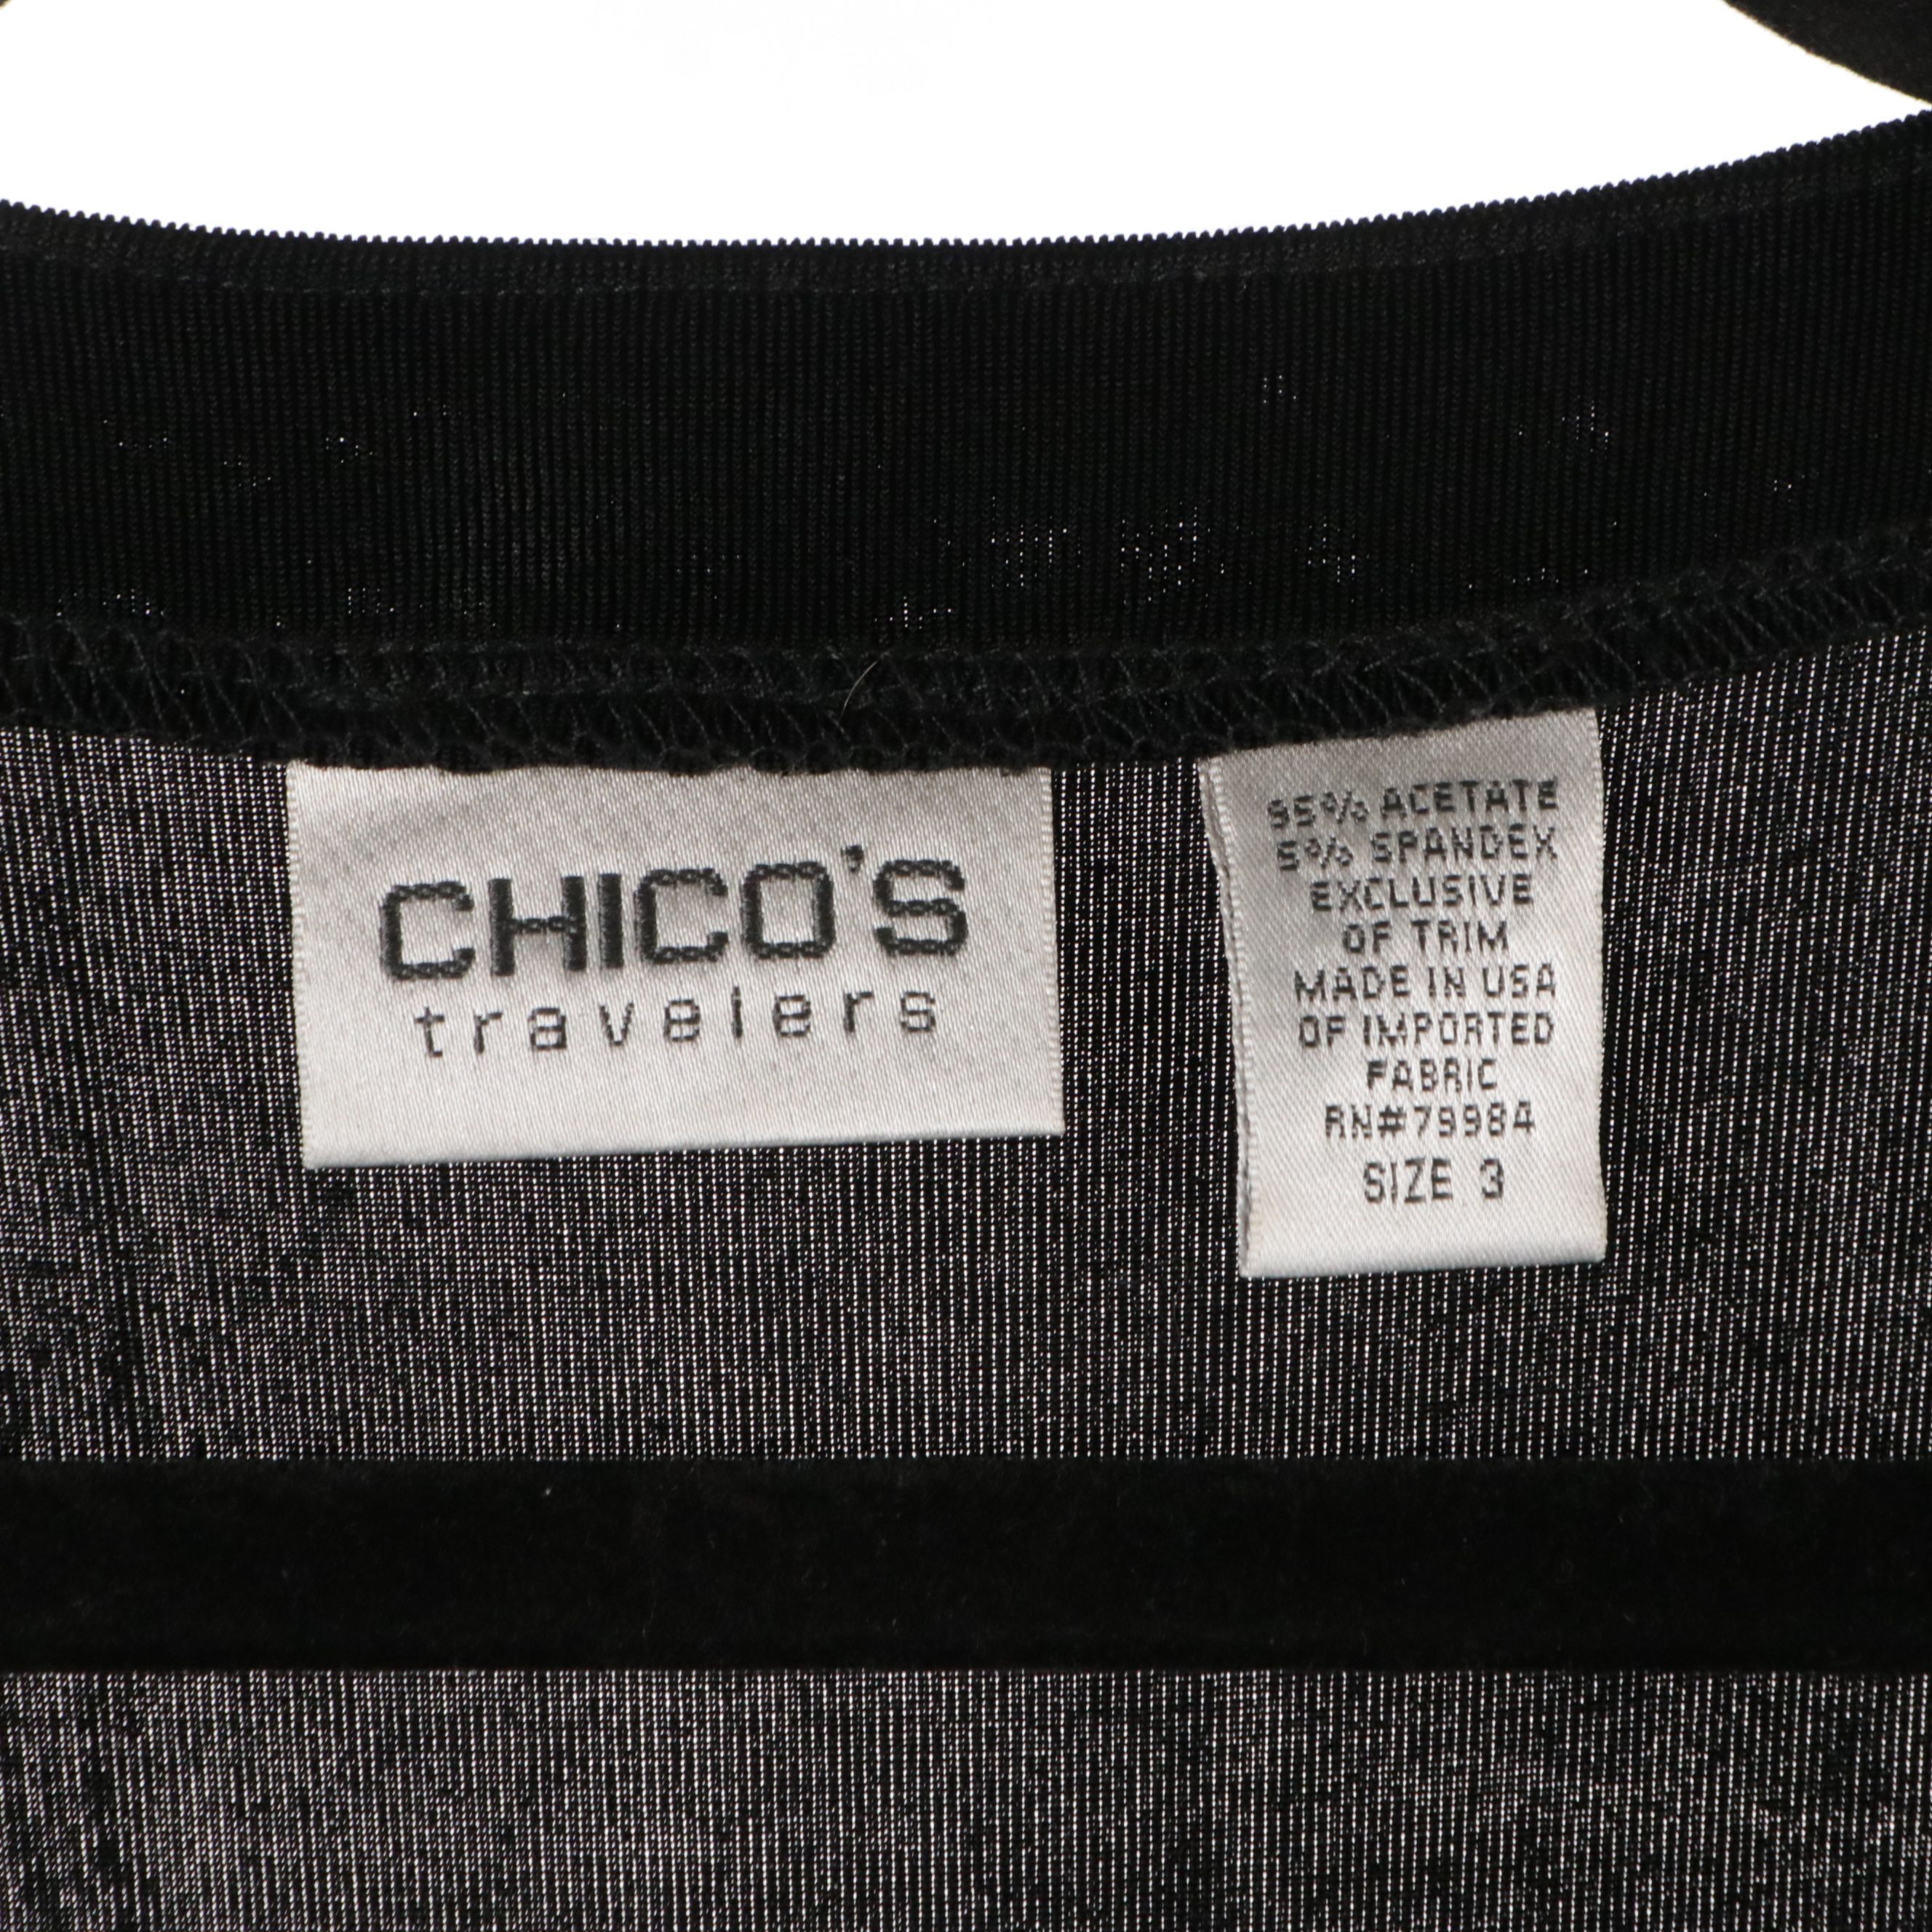 CHICO'S
travelers
95% ACETATE
5% SPANDEX
EXCLUSIVE
OF TRIM
MADE IN USA
OF IMPORTED
FABRIC
RN#79984
SIZE 3